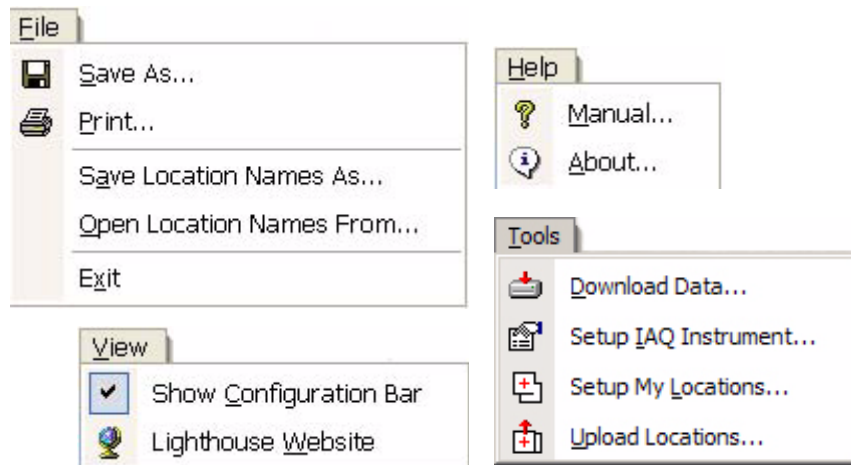 File
Save As...
Print...
Save Location Names As...
Open Location Names From...
Exit
View
Show Configuration Bar
Lighthouse Website
Help
Manual...
About...
Tools
Download Data...
Setup IAQ Instrument...
Setup My Locations...
Upload Locations...